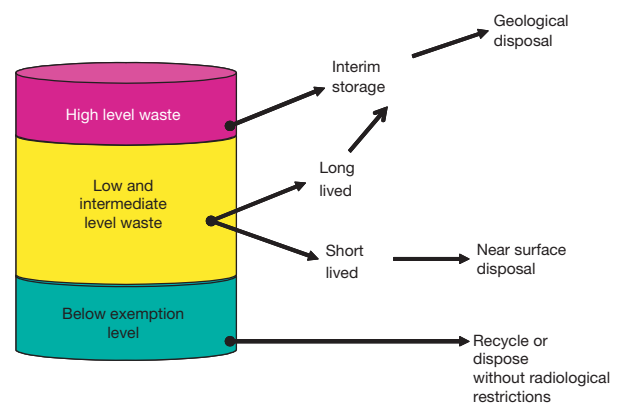 Geological
disposal
Interim
storage
High level waste
Long
lived
Low and
intermediate
level waste
Short
lived
Near surface
disposal
Below exemption
level
Recycle or
dispose
without radiological
restrictions